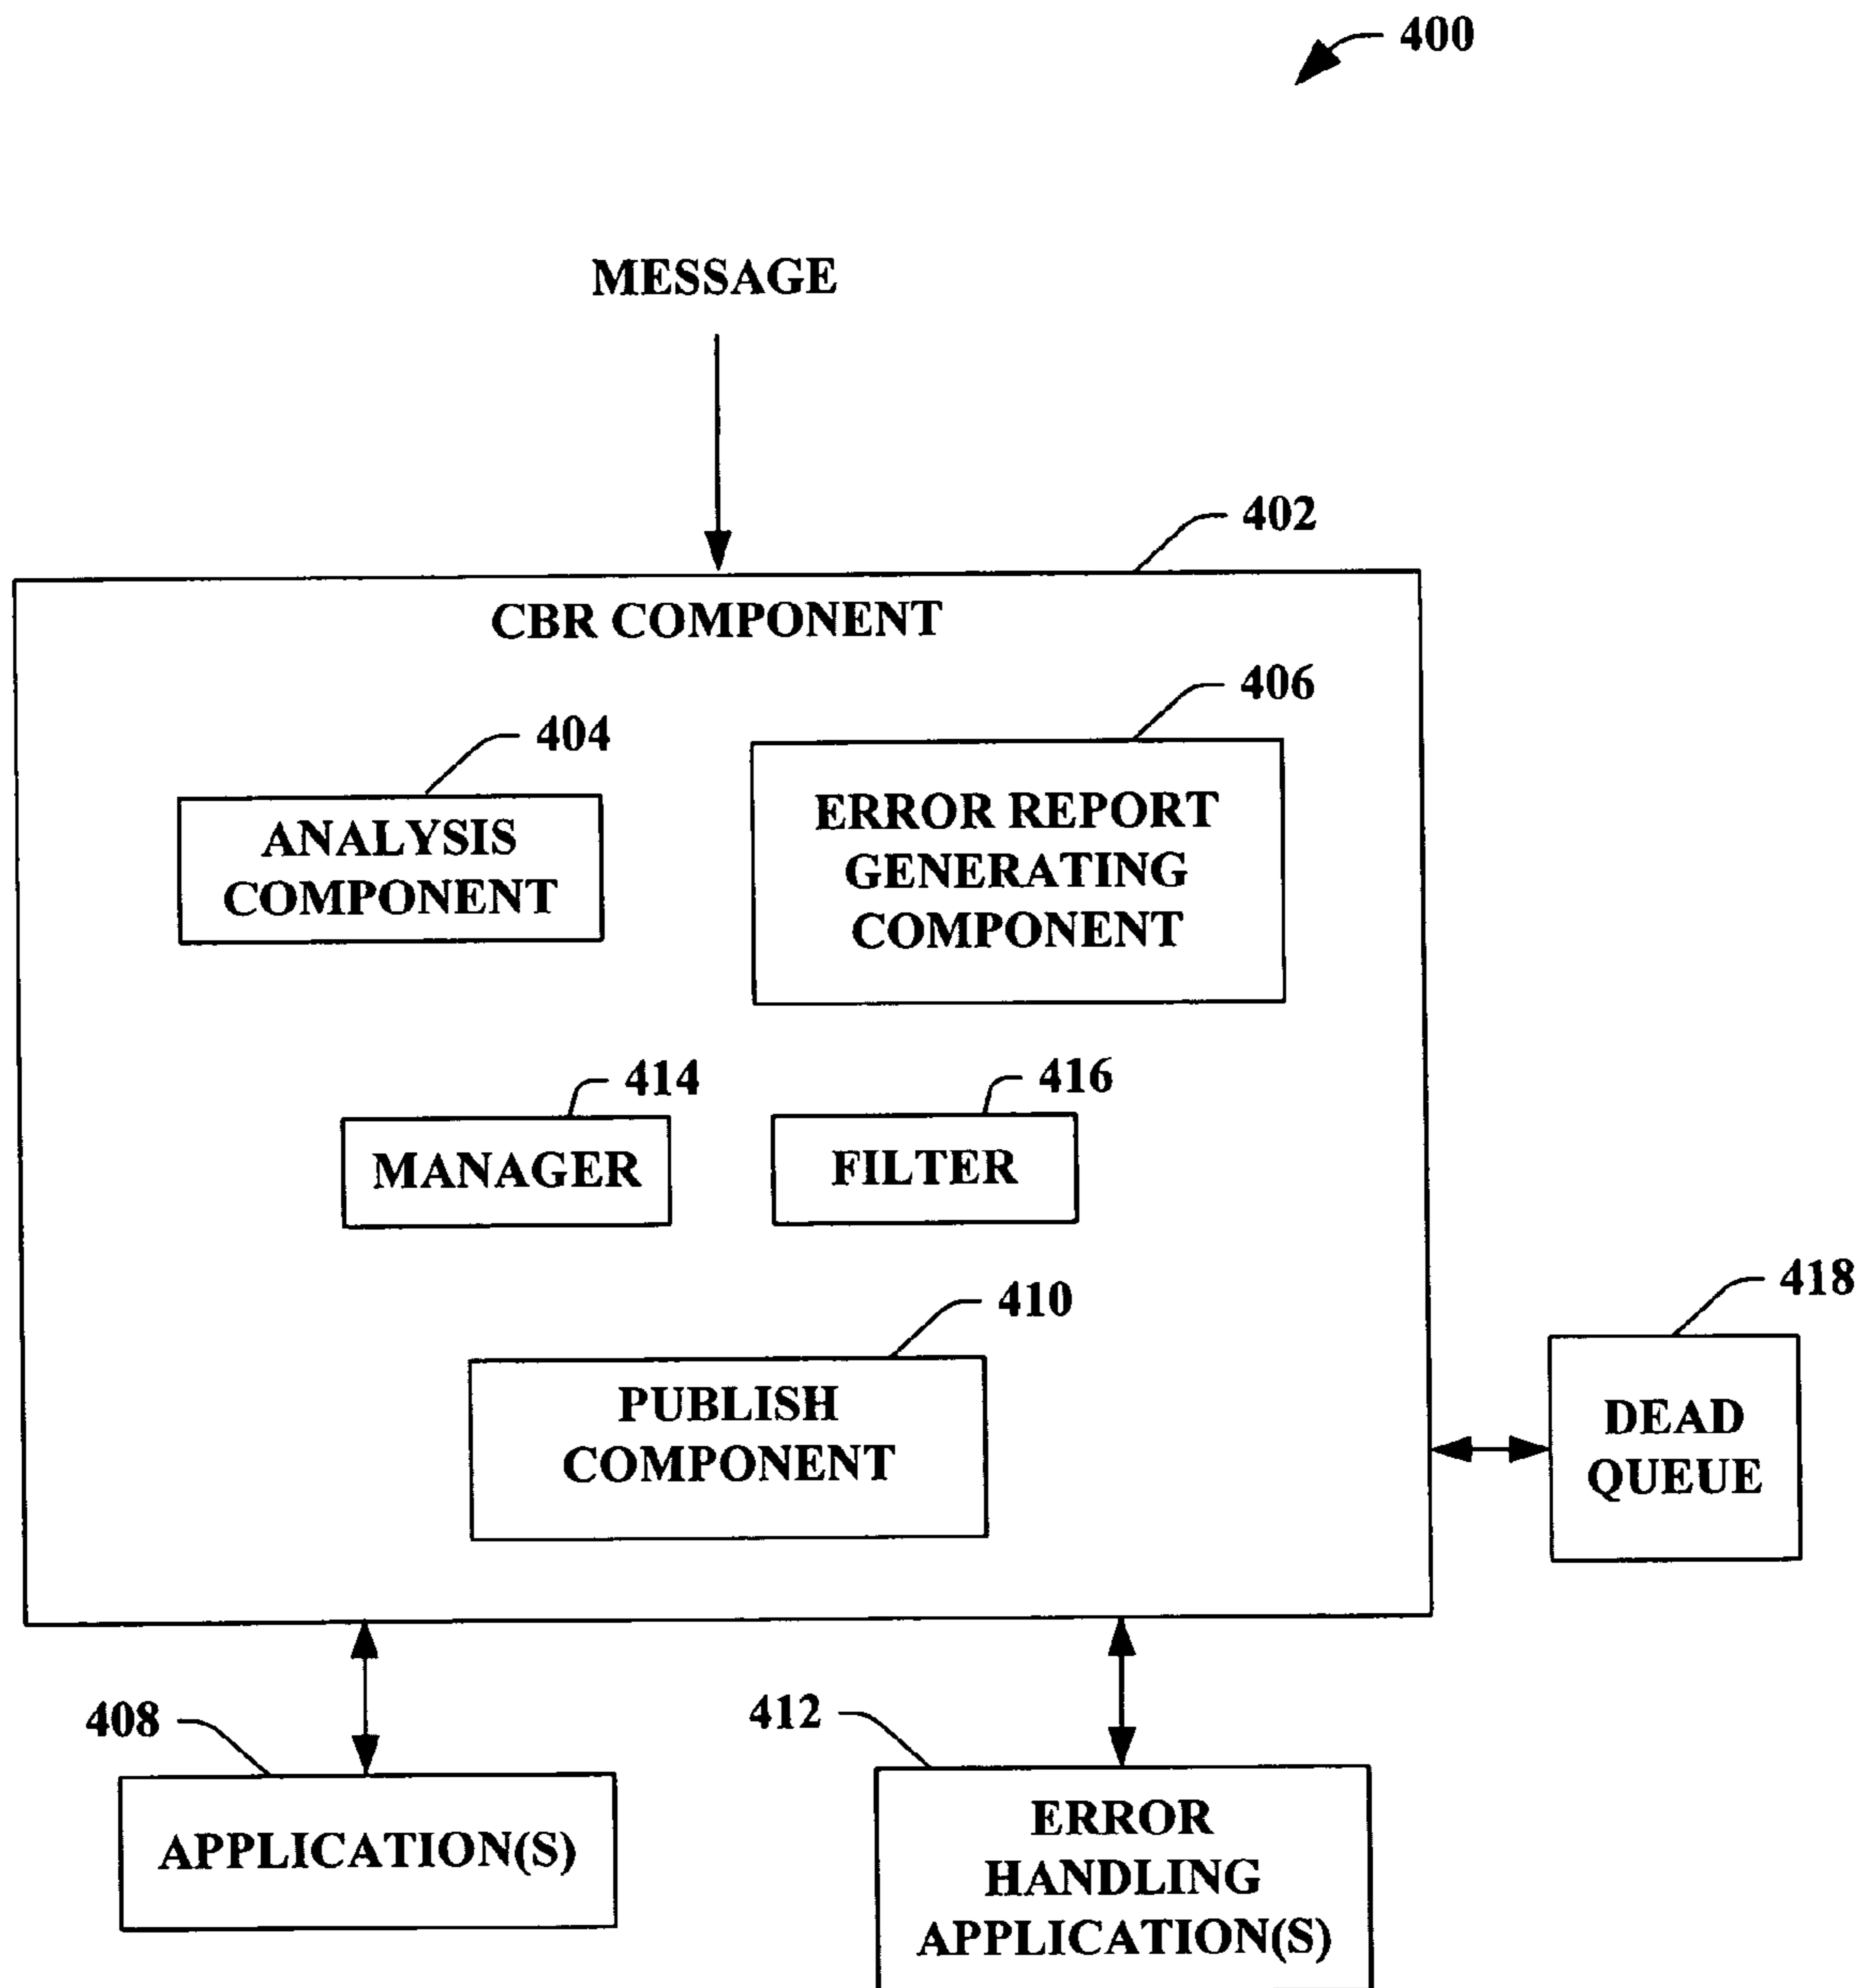 400
MESSAGE
402
CBR COMPONENT
406
404
ERROR REPORT
GENERATING
COMPONENT
ANALYSIS
COMPONENT
414
416
MANAGER
FILTER
410
418
PUBLISH
COMPONENT
DEAD
QUEUE
408
412
APPLICATION(S)
ERROR
HANDLING
APPLICATION(S)